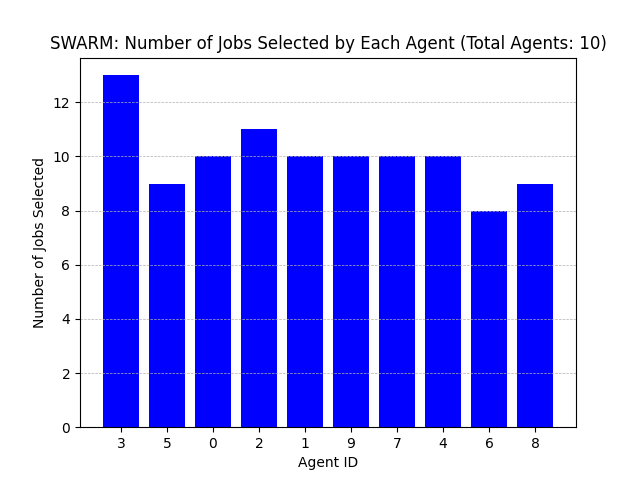 SWARM: Number of Jobs Selected by Each Agent (Total Agents: 10)
Number of Jobs Selected
12
10
8
6
4
2
0
3 5 0 2 1 9 7 4 6 8
Agent ID